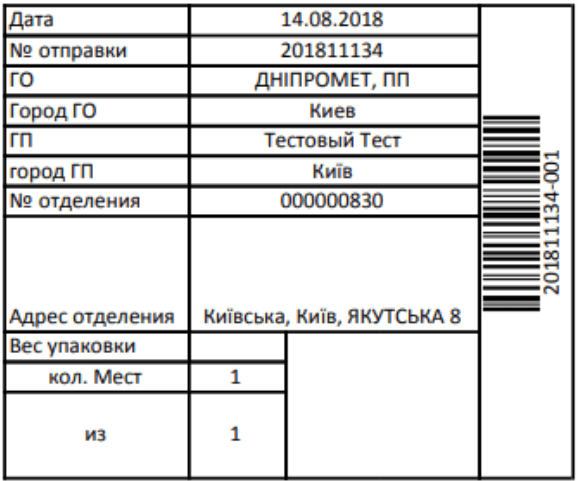 Дата 14.08.2018
№ отправки 201811134
ГО ДНІПРОМЕТ, ПП
Город ГО Киев
ГП Тестовый Тест
город ГП Київ
№ отделения 000000830
Адрес отделения Київська, Київ, ЯКУТСЬКА 8
Вес упаковки
кол. Мест 1
из 1
201811134-001